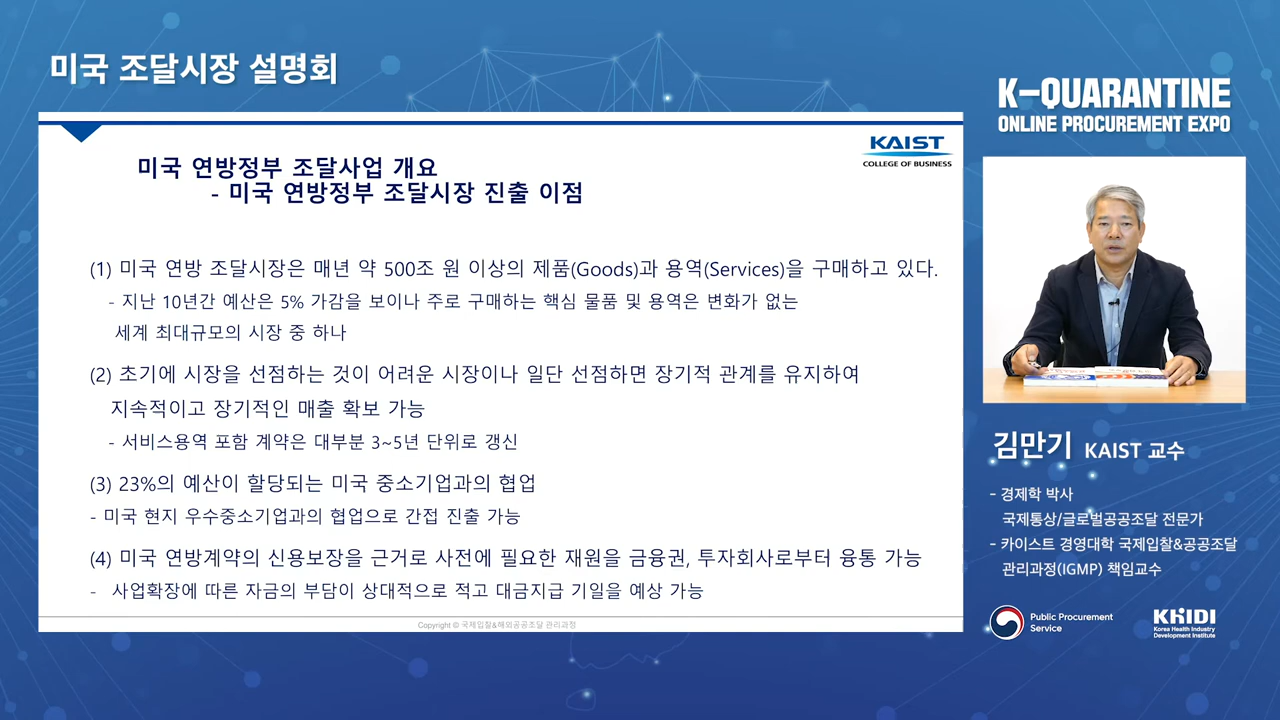 미국 조달시장 설명회
K-QUARANTINE
ONLINE PROCUREMENT EXPO
KAIST
COLLEGE OF BUSINESS
미국 연방정부 조달사업 개요
- 미국 연방정부 조달시장 진출 이점
(1) 미국 연방 조달시장은 매년 약 500조 원 이상의 제품(Goods)과 용역(Services)을 구매하고 있다.
- 지난 10년간 예산은 5% 가감을 보이나 주로 구매하는 핵심 물품 및 용역은 변화가 없는
세계 최대규모의 시장 중 하나
(2) 초기에 시장을 선점하는 것이 어려운 시장이나 일단 선점하면 장기적 관계를 유지하여
지속적이고 장기적인 매출 확보 가능
- 서비스용역 포함 계약은 대부분 3~5년 단위로 갱신
(3) 23%의 예산이 할당되는 미국 중소기업과의 협업
- 미국 현지 우수중소기업과의 협업으로 간접 진출 가능
(4) 미국 연방계약의 신용보장을 근거로 사전에 필요한 재원을 금융권, 투자회사로부터 융통 가능
- 사업확장에 따른 자금의 부담이 상대적으로 적고 대금지급 기일을 예상 가능
Copyright © 국제입찰&해외공공조달 관리과정
김만기 KAIST 교수
- 경제학 박사
국제통상/글로벌공공조달 전문가
- 카이스트 경영대학 국제입찰&공공조달
관리과정(IGMP) 책임교수
Public Procurement
Service
KHIDI
Korea Health Industry
Development Institute